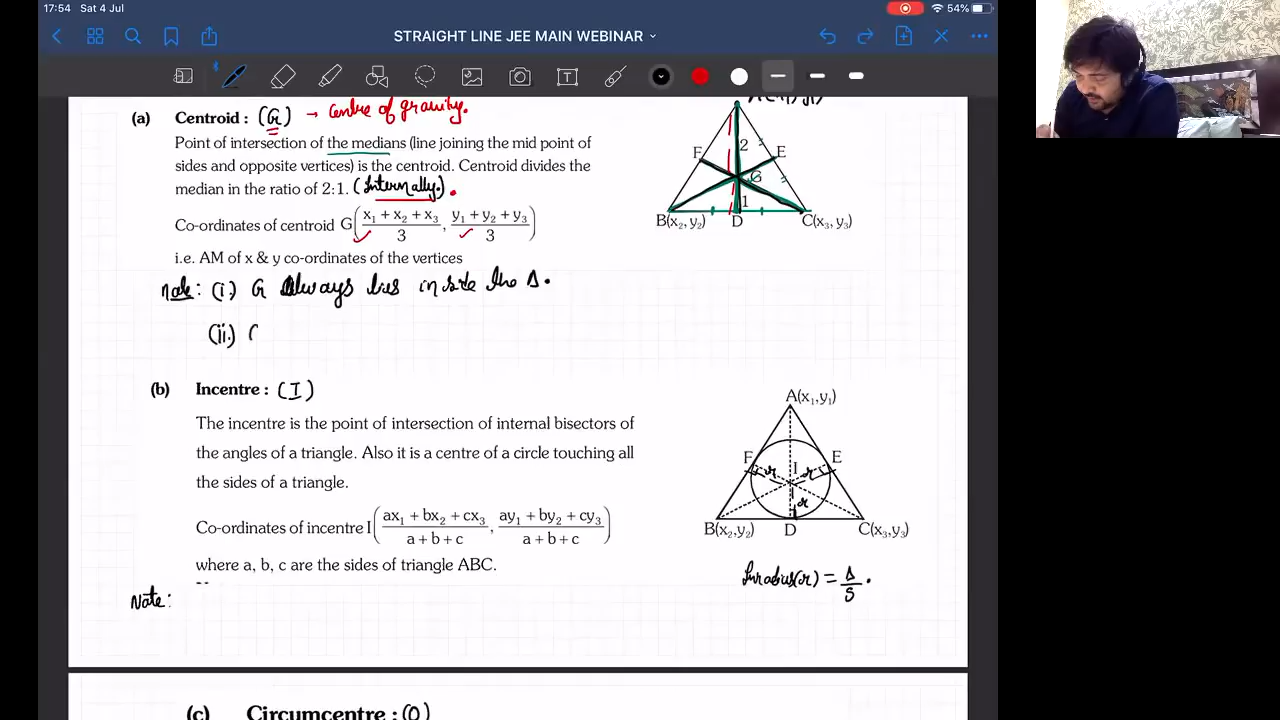 17:54 Sat 4 Jul
54%
STRAIGHT LINE JEE MAIN WEBINAR
(a) Centroid : (G) → Centre of gravity.
Point of intersection of the medians (line joining the mid point of
sides and opposite vertices) is the centroid. Centroid divides the
median in the ratio of 2:1. (Internally).
Co-ordinates of centroid G(x₁ + x₂ + x₃ / 3, y₁ + y₂ + y₃ / 3)
i.e. AM of x & y co-ordinates of the vertices
F
E
2
G
1
B(x₂, y₂) D C(x₃, y₃)
Note: (i) G Always lies inside the Δ.
(ii.) (
(b) Incentre : (I)
The incentre is the point of intersection of internal bisectors of
the angles of a triangle. Also it is a centre of a circle touching all
the sides of a triangle.
Co-ordinates of incentre I(ax₁ + bx₂ + cx₃ / a + b + c, ay₁ + by₂ + cy₃ / a + b + c)
where a, b, c are the sides of triangle ABC.
A(x₁,y₁)
F E
I
r r
r
B(x₂,y₂) D C(x₃,y₃)
Inradius(r) = Δ/s.
Note:
(c) Circumcentre : (O)